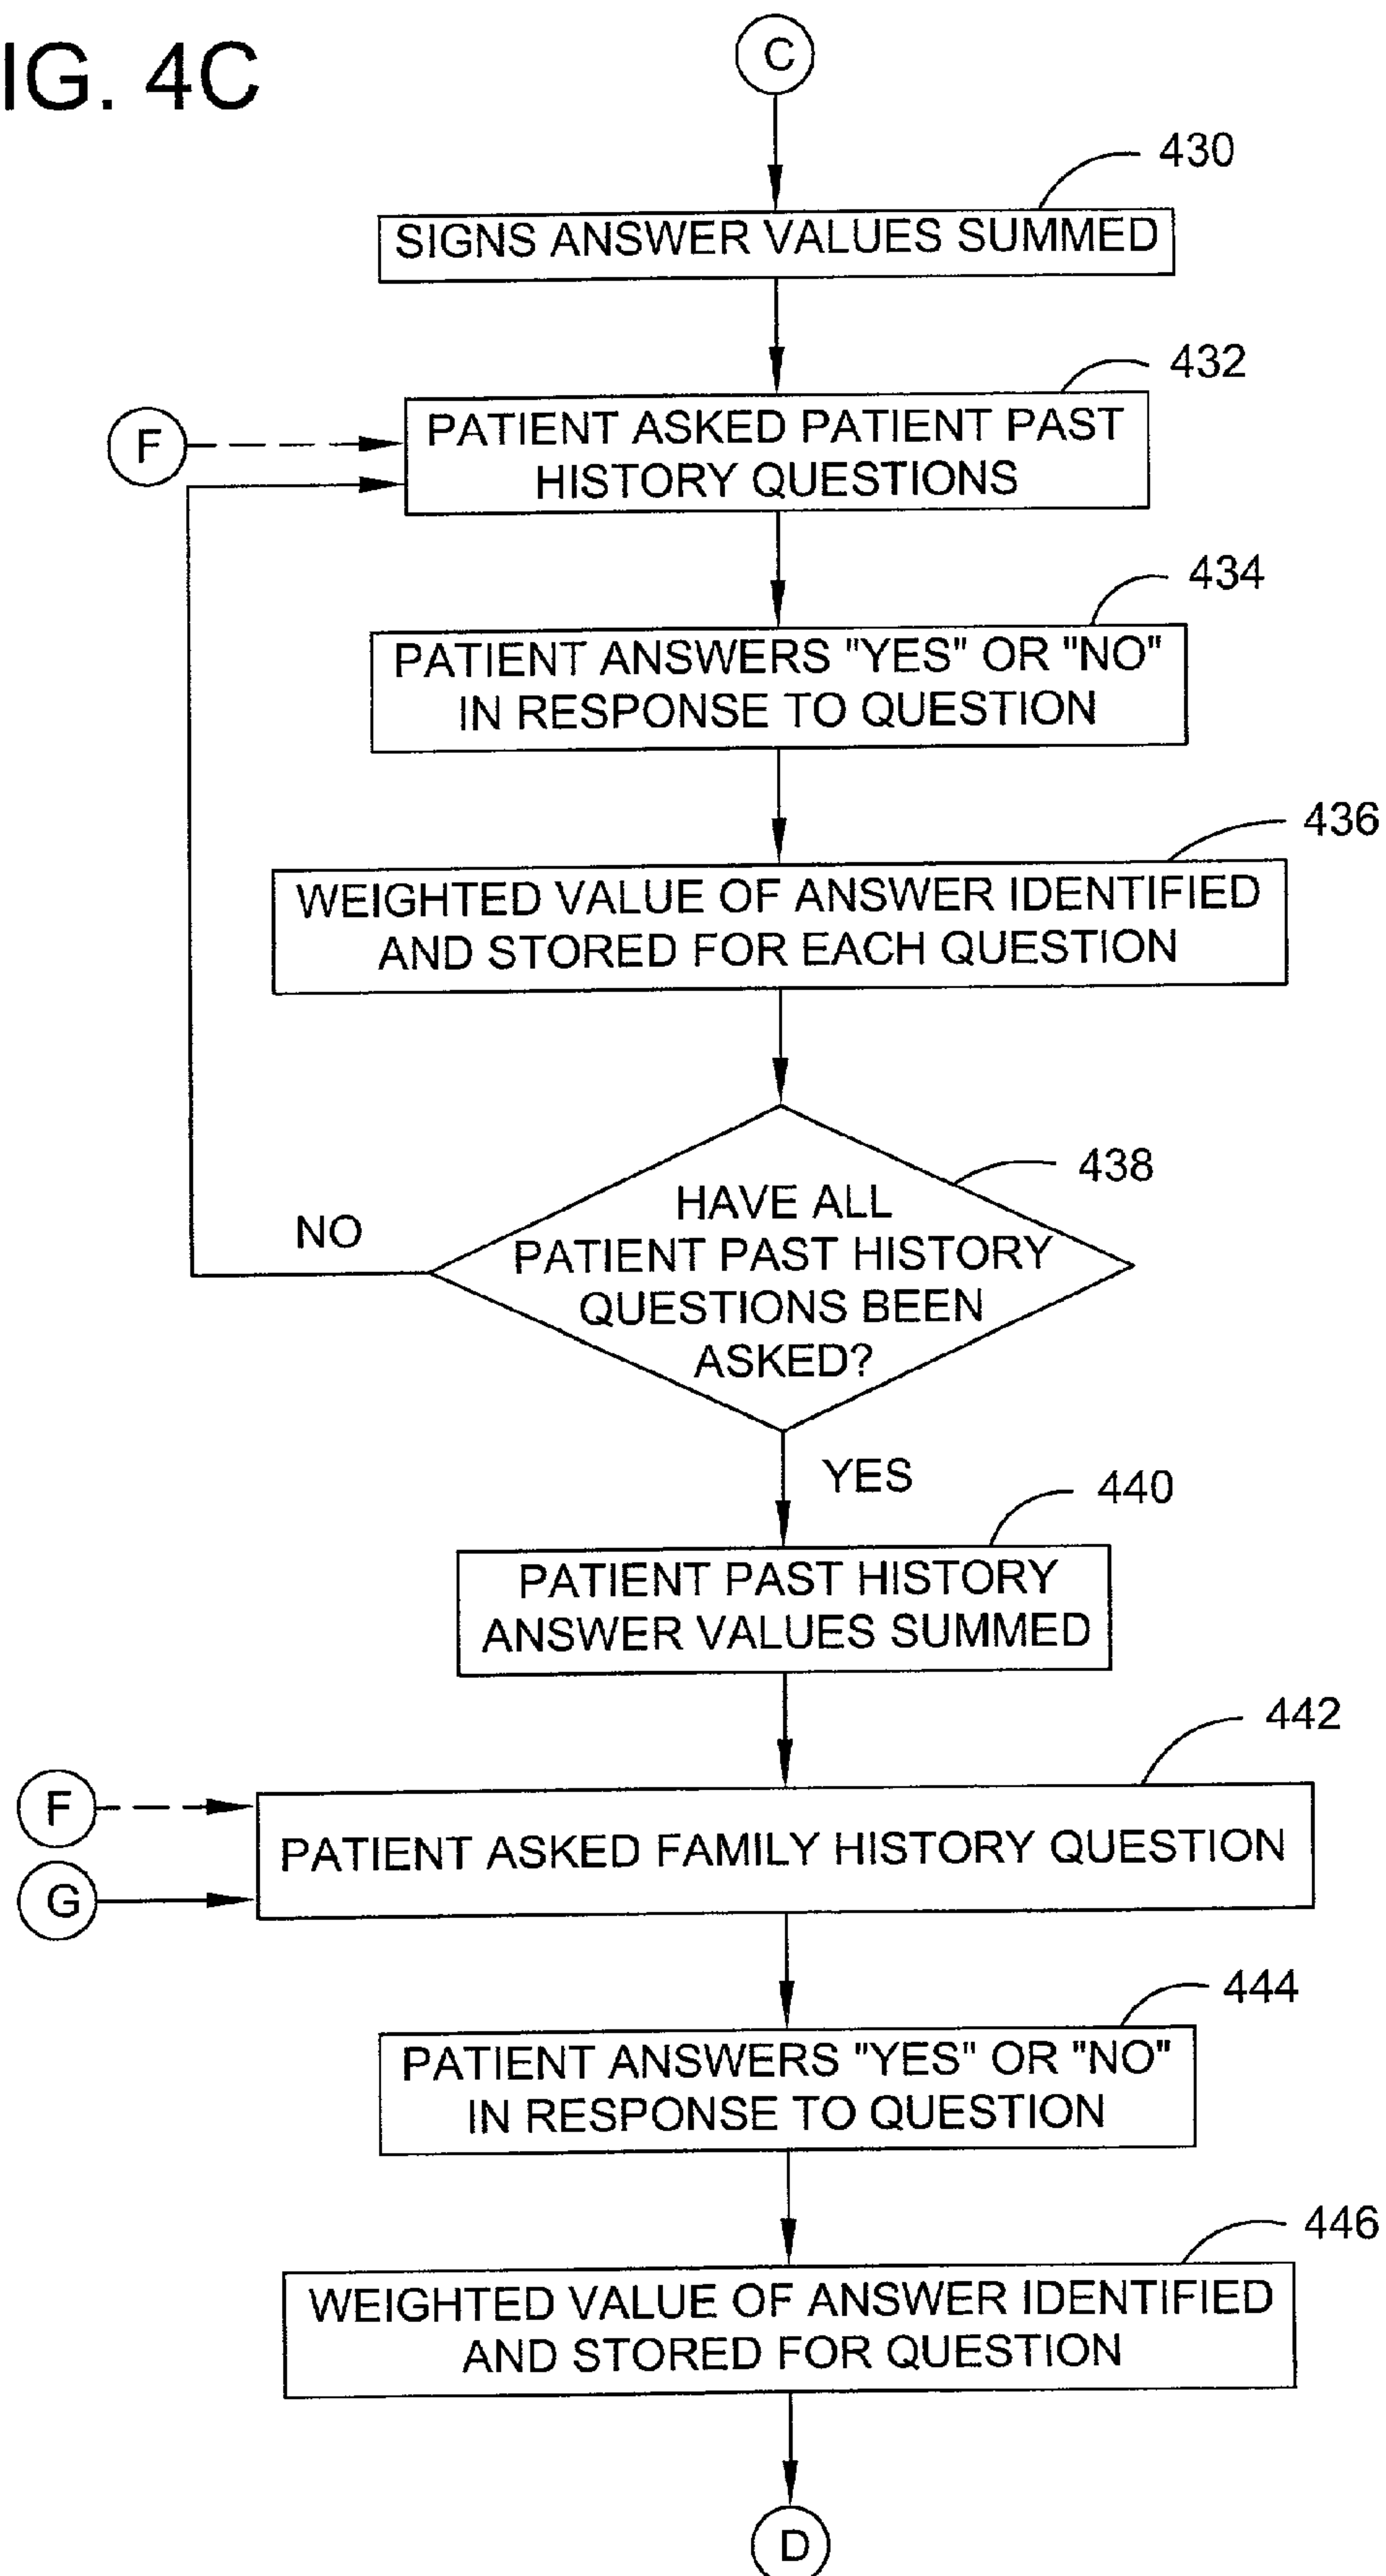 IG. 4C
C
430
SIGNS ANSWER VALUES SUMMED
432
F
PATIENT ASKED PATIENT PAST
HISTORY QUESTIONS
434
PATIENT ANSWERS "YES" OR "NO"
IN RESPONSE TO QUESTION
436
WEIGHTED VALUE OF ANSWER IDENTIFIED
AND STORED FOR EACH QUESTION
438
HAVE ALL
PATIENT PAST HISTORY
QUESTIONS BEEN
ASKED?
NO
YES
440
PATIENT PAST HISTORY
ANSWER VALUES SUMMED
442
F
PATIENT ASKED FAMILY HISTORY QUESTION
G
444
PATIENT ANSWERS "YES" OR "NO"
IN RESPONSE TO QUESTION
446
WEIGHTED VALUE OF ANSWER IDENTIFIED
AND STORED FOR QUESTION
D